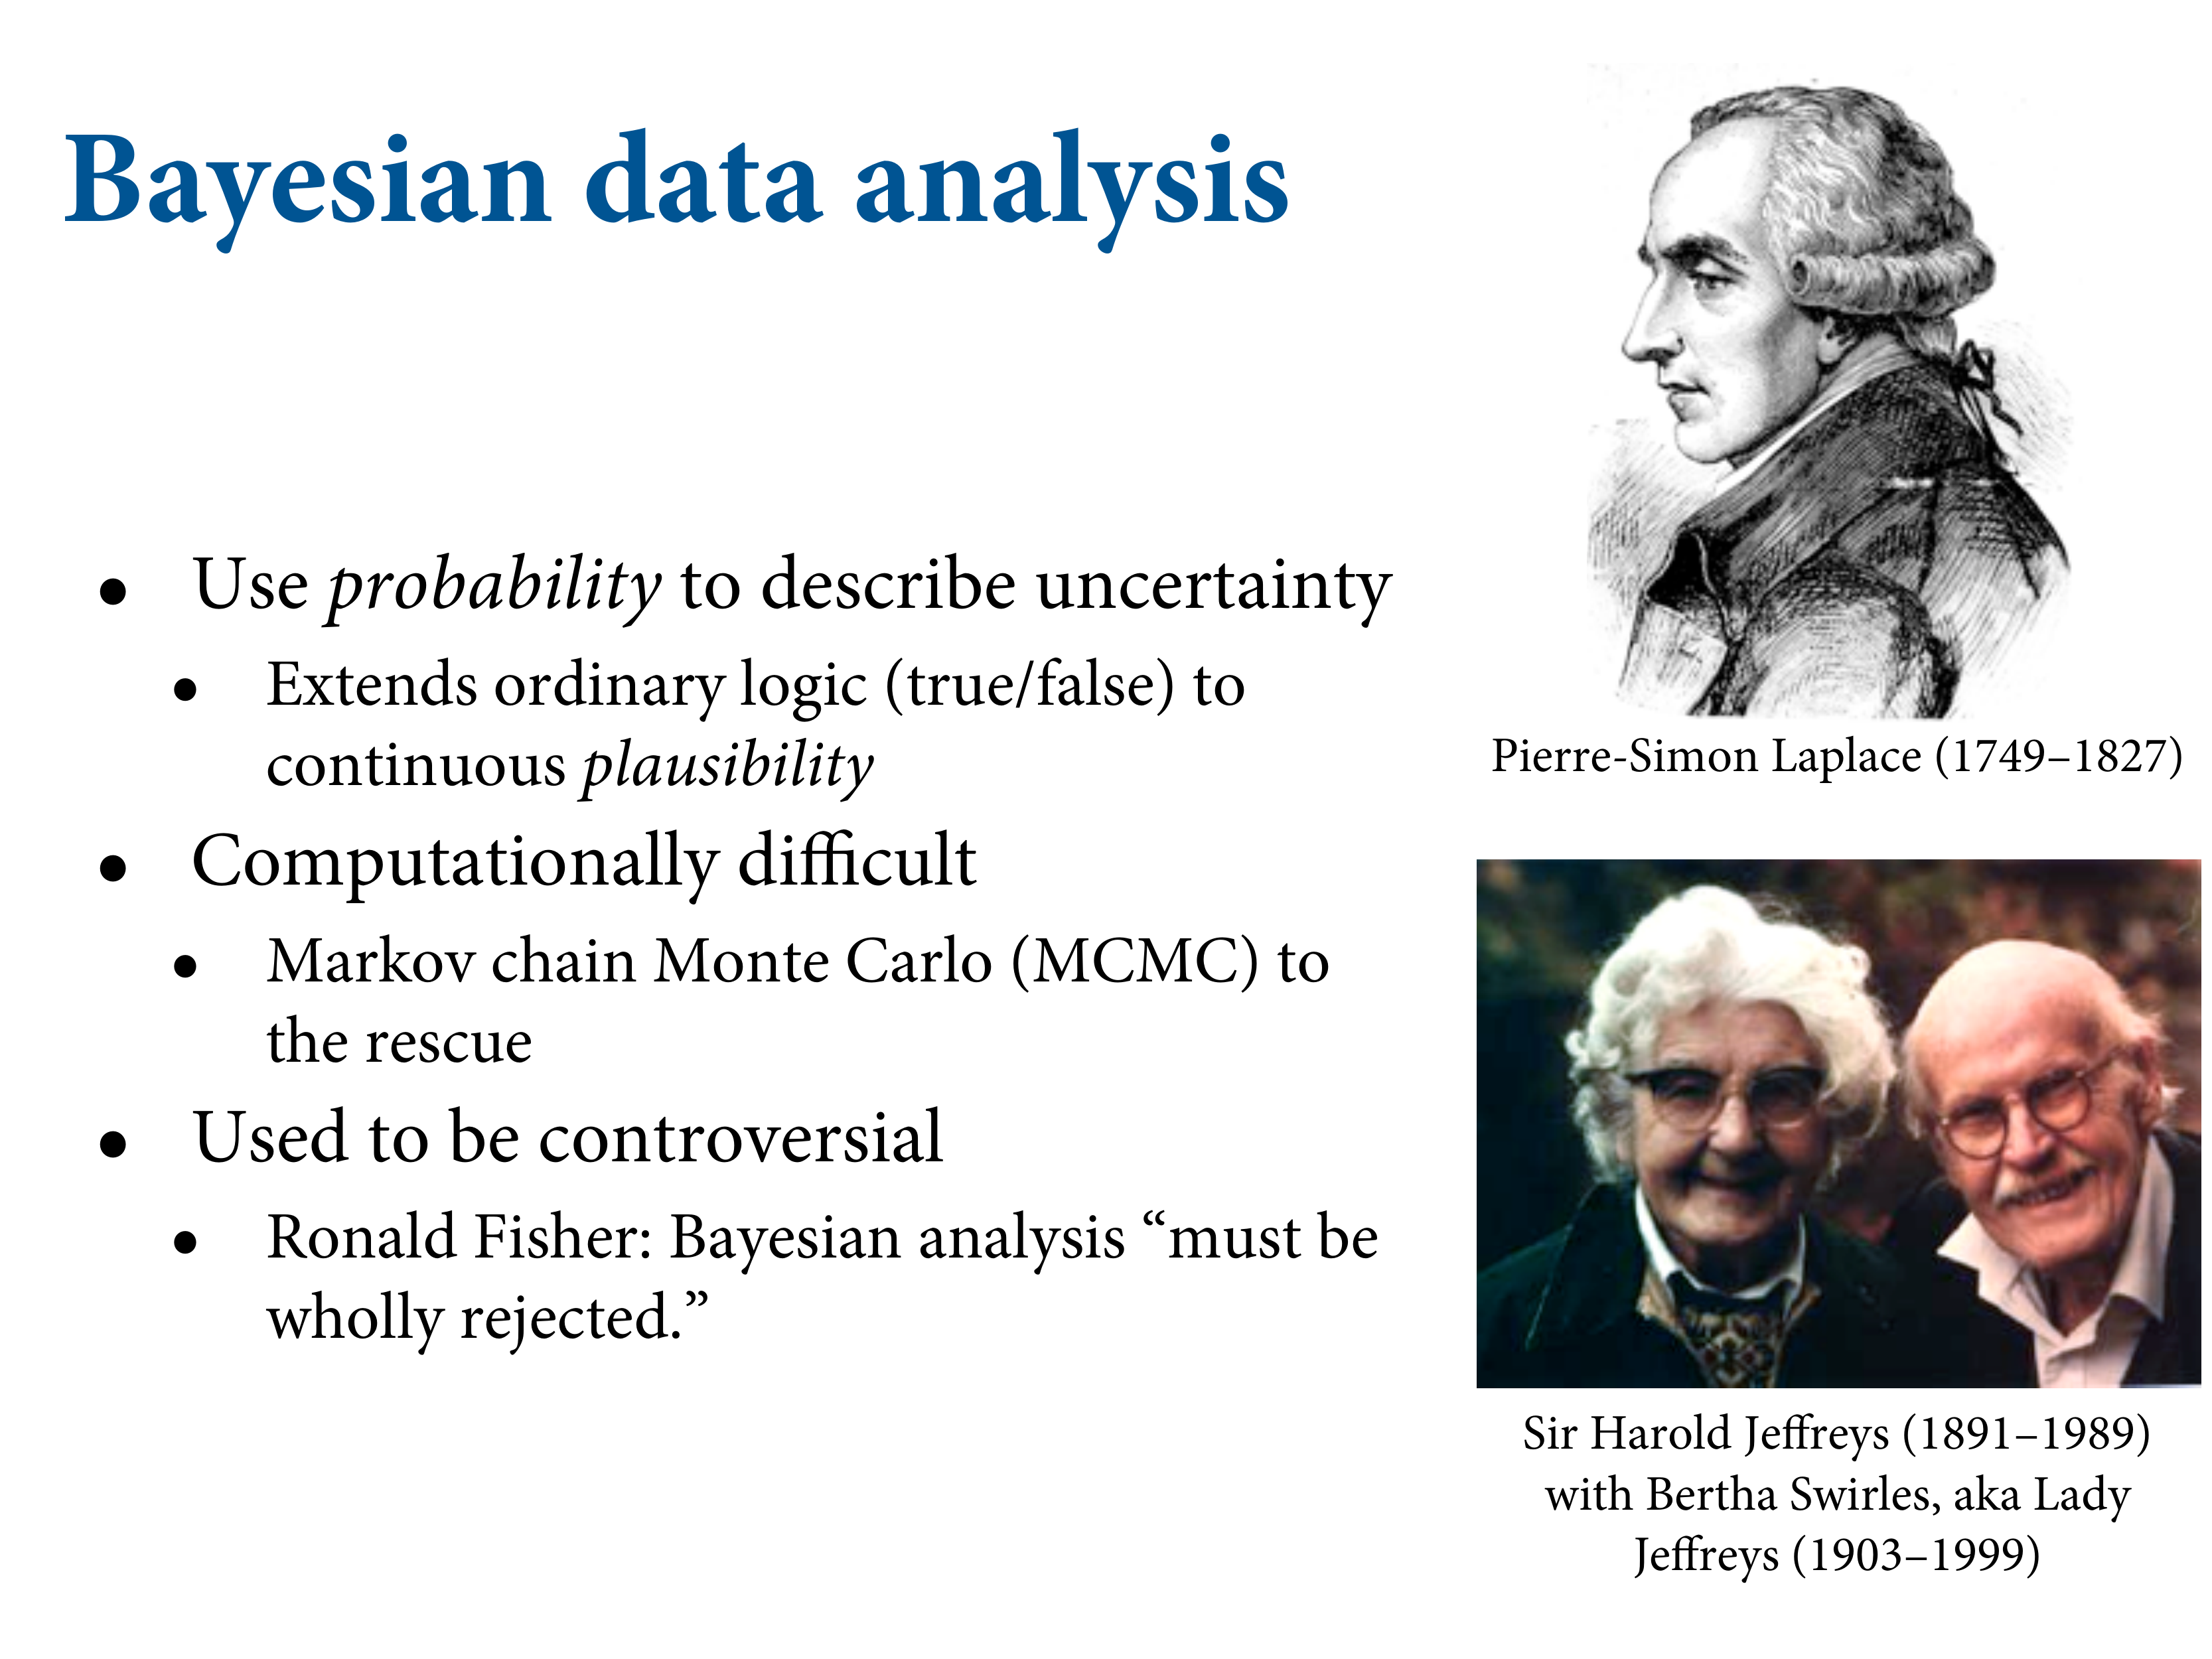 Bayesian data analysis
• Use probability to describe uncertainty
• Extends ordinary logic (true/false) to
continuous plausibility
• Computationally difficult
• Markov chain Monte Carlo (MCMC) to
the rescue
• Used to be controversial
• Ronald Fisher: Bayesian analysis “must be
wholly rejected.”
Pierre-Simon Laplace (1749–1827)
Sir Harold Jeffreys (1891–1989)
with Bertha Swirles, aka Lady
Jeffreys (1903–1999)